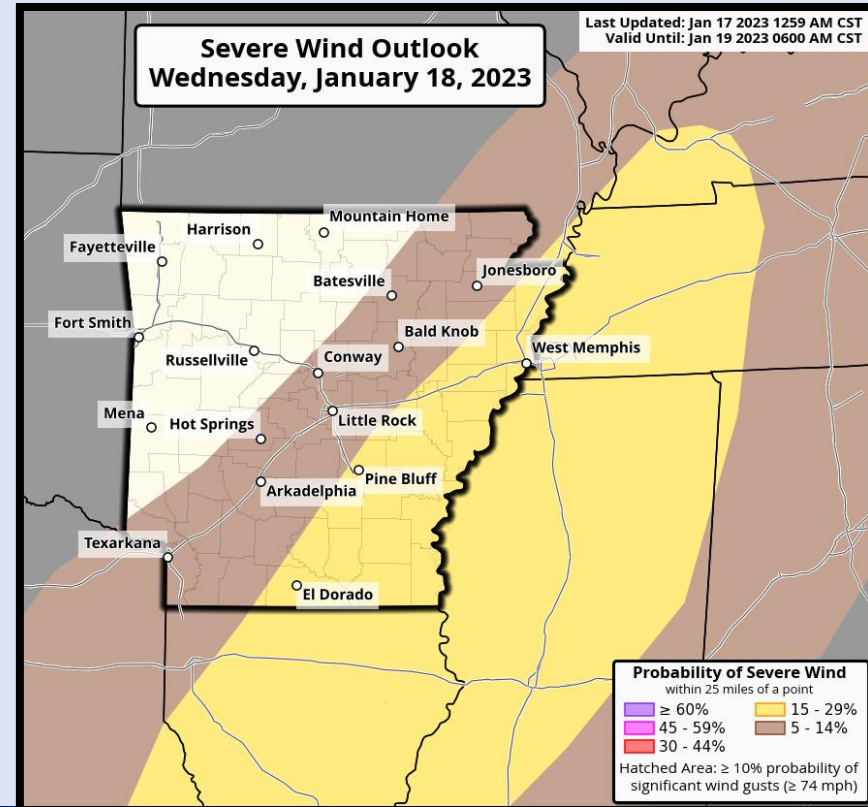 Last Updated: Jan 17 2023 1259 AM CST
Valid Until: Jan 19 2023 0600 AM CST
Severe Wind Outlook
Wednesday, January 18, 2023
Mountain Home
Harrison
Fayetteville
Jonesboro
Batesville
Fort Smith
Bald Knob
West Memphis
Russellville
Conway
Mena
Hot Springs
Little Rock
Pine Bluff
Arkadelphia
Texarkana
El Dorado
Probability of Severe Wind
within 25 miles of a point
≥ 60%
15 - 29%
45 - 59%
5 - 14%
30 - 44%
Hatched Area: ≥ 10% probability of
significant wind gusts (≥ 74 mph)